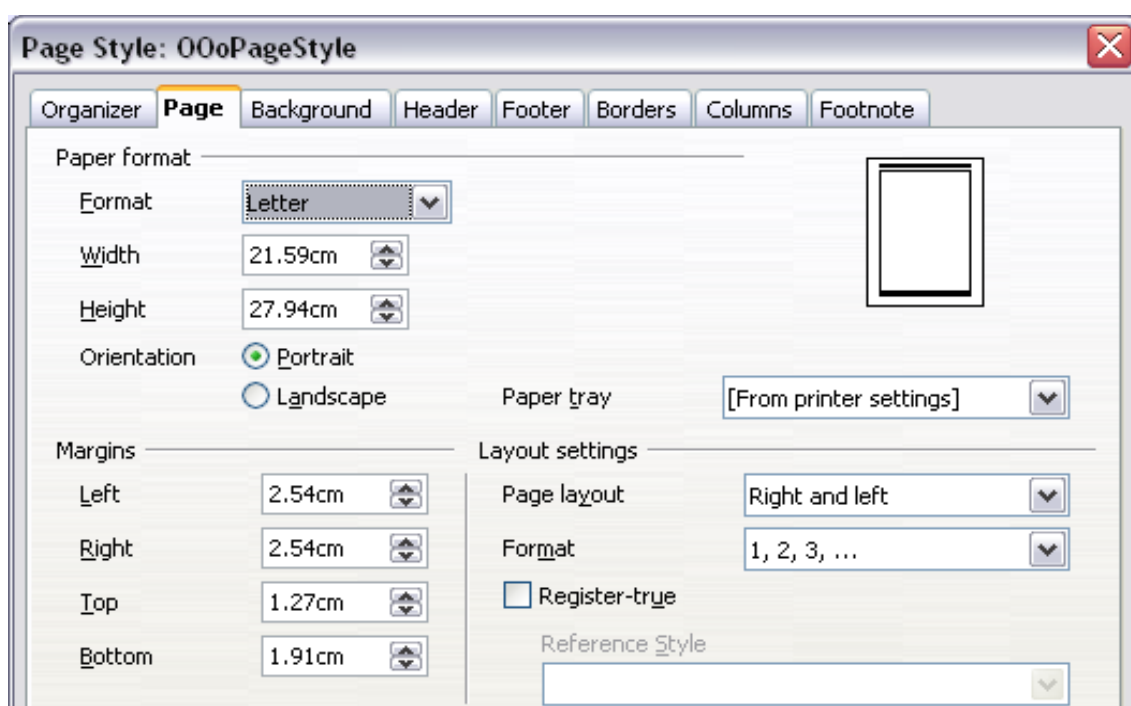 Page Style: OOoPageStyle
Organizer Page Background Header Footer Borders Columns Footnote
Paper format
Format Letter
Width 21.59cm
Height 27.94cm
Orientation Portrait
Landscape Paper tray [From printer settings]
Margins Layout settings
Left 2.54cm Page layout Right and left
Right 2.54cm Format 1, 2, 3, ...
Top 1.27cm Register-true
Bottom 1.91cm Reference Style